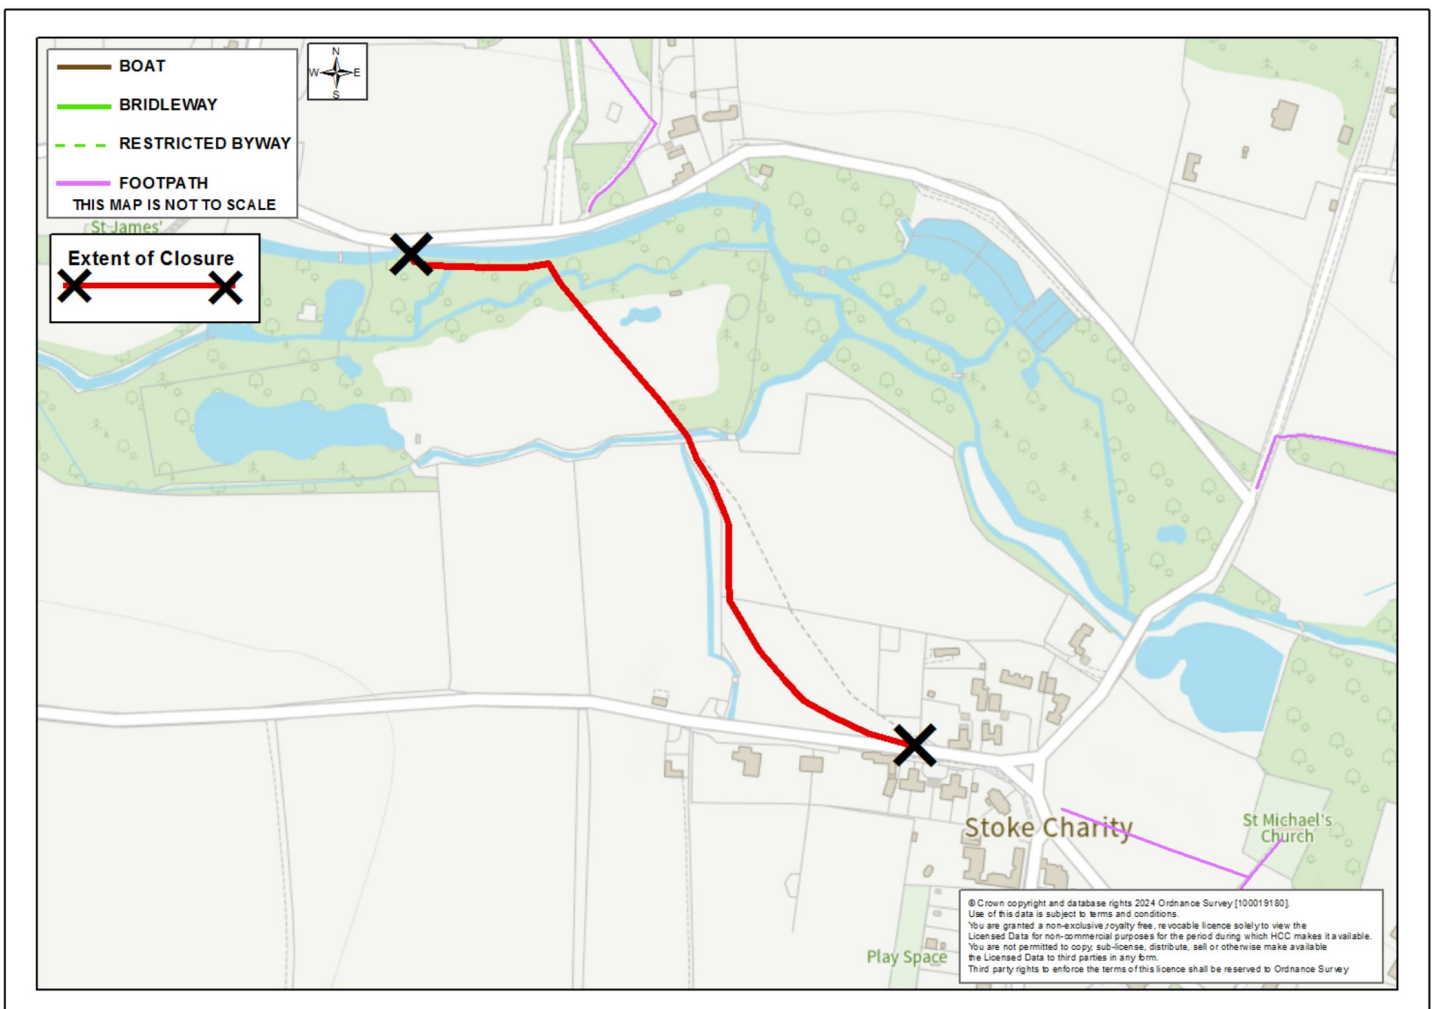 BOAT
BRIDLEWAY
RESTRICTED BYWAY
FOOTPATH
THIS MAP IS NOT TO SCALE
N
W E
S
St James'
Extent of Closure
Stoke Charity
St Michael's
Church
Play Space
© Crown copyright and database rights 2024 Ordnance Survey [100019180].
Use of this data is subject to terms and conditions.
You are granted a non-exclusive,royalty free, revocable licence solely to view the
Licensed Data for non-commercial purposes for the period during which HCC makes it available.
You are not permitted to copy, sub-license, distribute, sell or otherwise make available
the Licensed Data to third parties in any form.
Third party rights to enforce the terms of this licence shall be reserved to Ordnance Survey